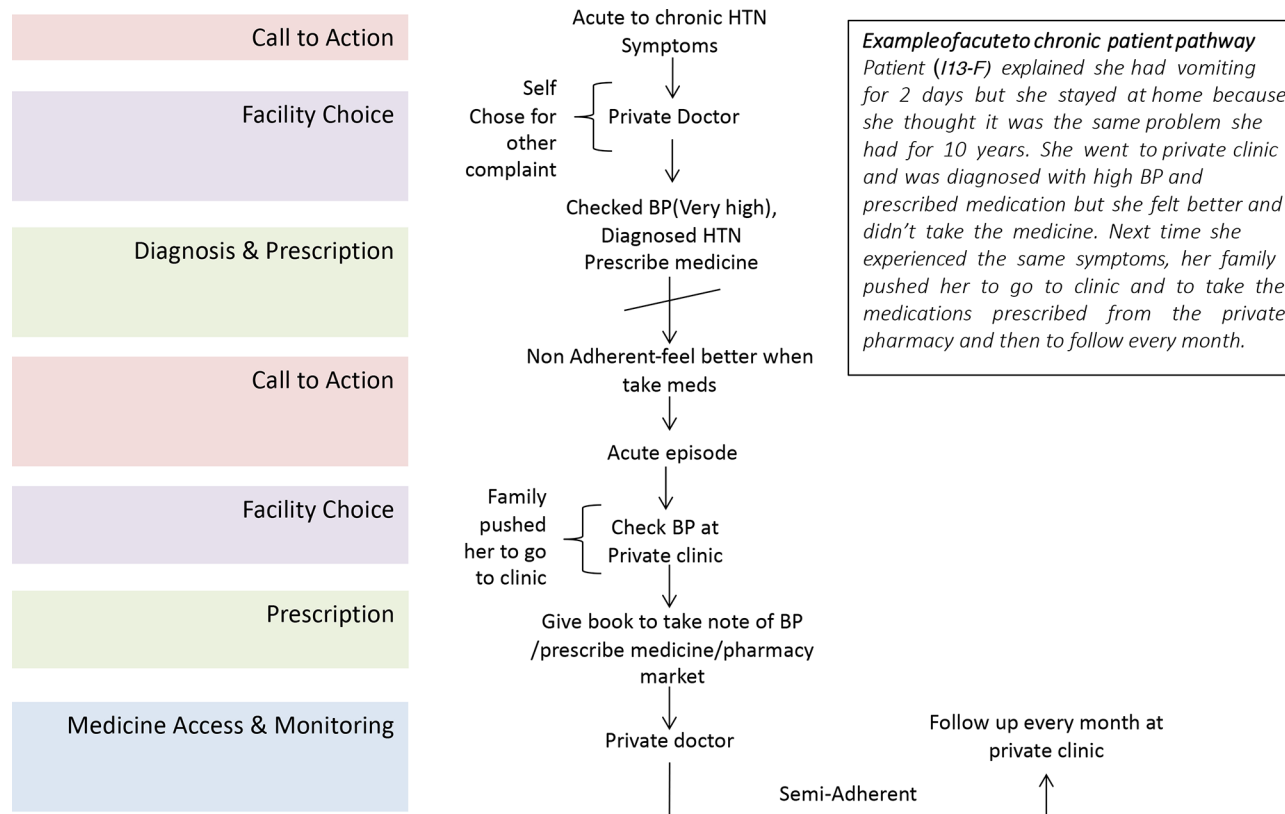 Call to Action
Acute to chronic HTN
Symptoms
Facility Choice
Self
Chose for
other
complaint
Private Doctor
Checked BP(Very high),
Diagnosed HTN
Prescribe medicine
Diagnosis & Prescription
Non Adherent-feel better when
take meds
Call to Action
Acute episode
Facility Choice
Family
pushed
her to go
to clinic
Check BP at
Private clinic
Prescription
Give book to take note of BP
/prescribe medicine/pharmacy
market
Medicine Access & Monitoring
Private doctor
Semi-Adherent
Follow up every month at
private clinic
Exampleofacuteto chronic patient pathway
Patient (I13-F) explained she had vomiting
for 2 days but she stayed at home because
she thought it was the same problem she
had for 10 years. She went to private clinic
and was diagnosed with high BP and
prescribed medication but she felt better and
didn't take the medicine. Next time she
experienced the same symptoms, her family
pushed her to go to clinic and to take the
medications prescribed from the private
pharmacy and then to follow every month.